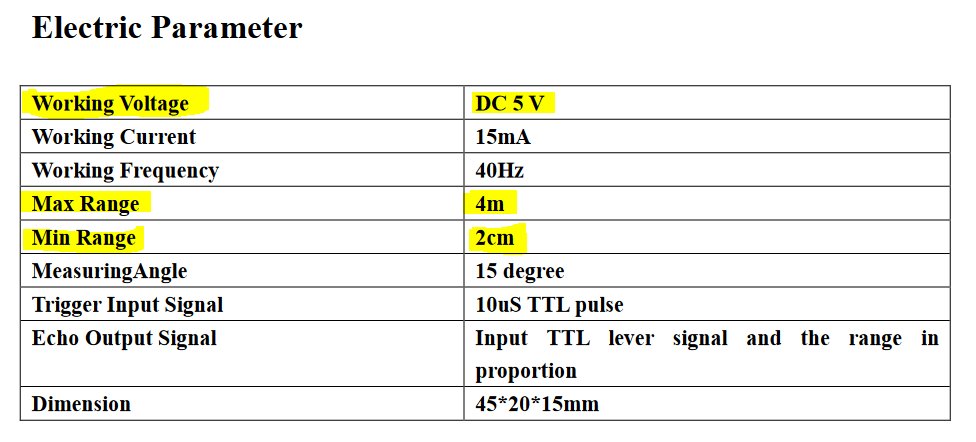 Electric Parameter
Working Voltage DC 5 V
Working Current 15mA
Working Frequency 40Hz
Max Range 4m
Min Range 2cm
MeasuringAngle 15 degree
Trigger Input Signal 10uS TTL pulse
Echo Output Signal Input TTL lever signal and the range in
proportion
Dimension 45*20*15mm